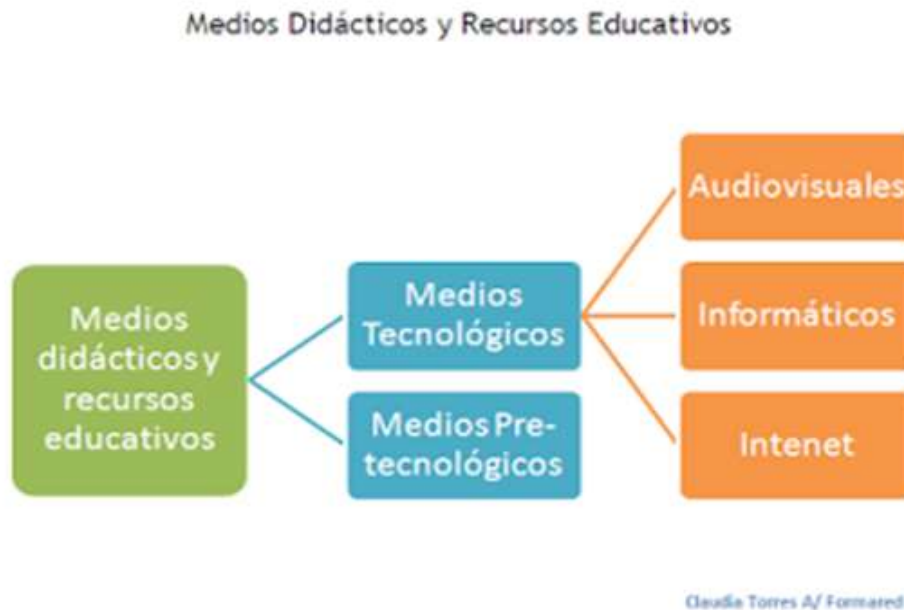 Medios Didácticos y Recursos Educativos
Medios
didácticos y
recursos
educativos
Medios
Tecnológicos
Medios Pre-
tecnológicos
Audiovisuales
Informáticos
Intenet
Claudia Torres A/ Formared